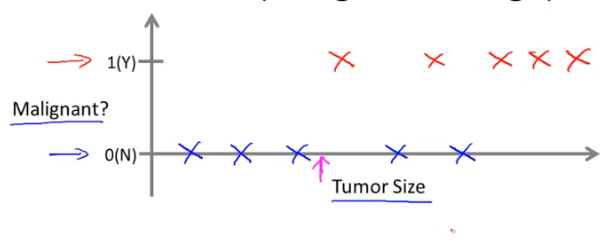 1(Y)
Malignant?
0(N)
Tumor Size